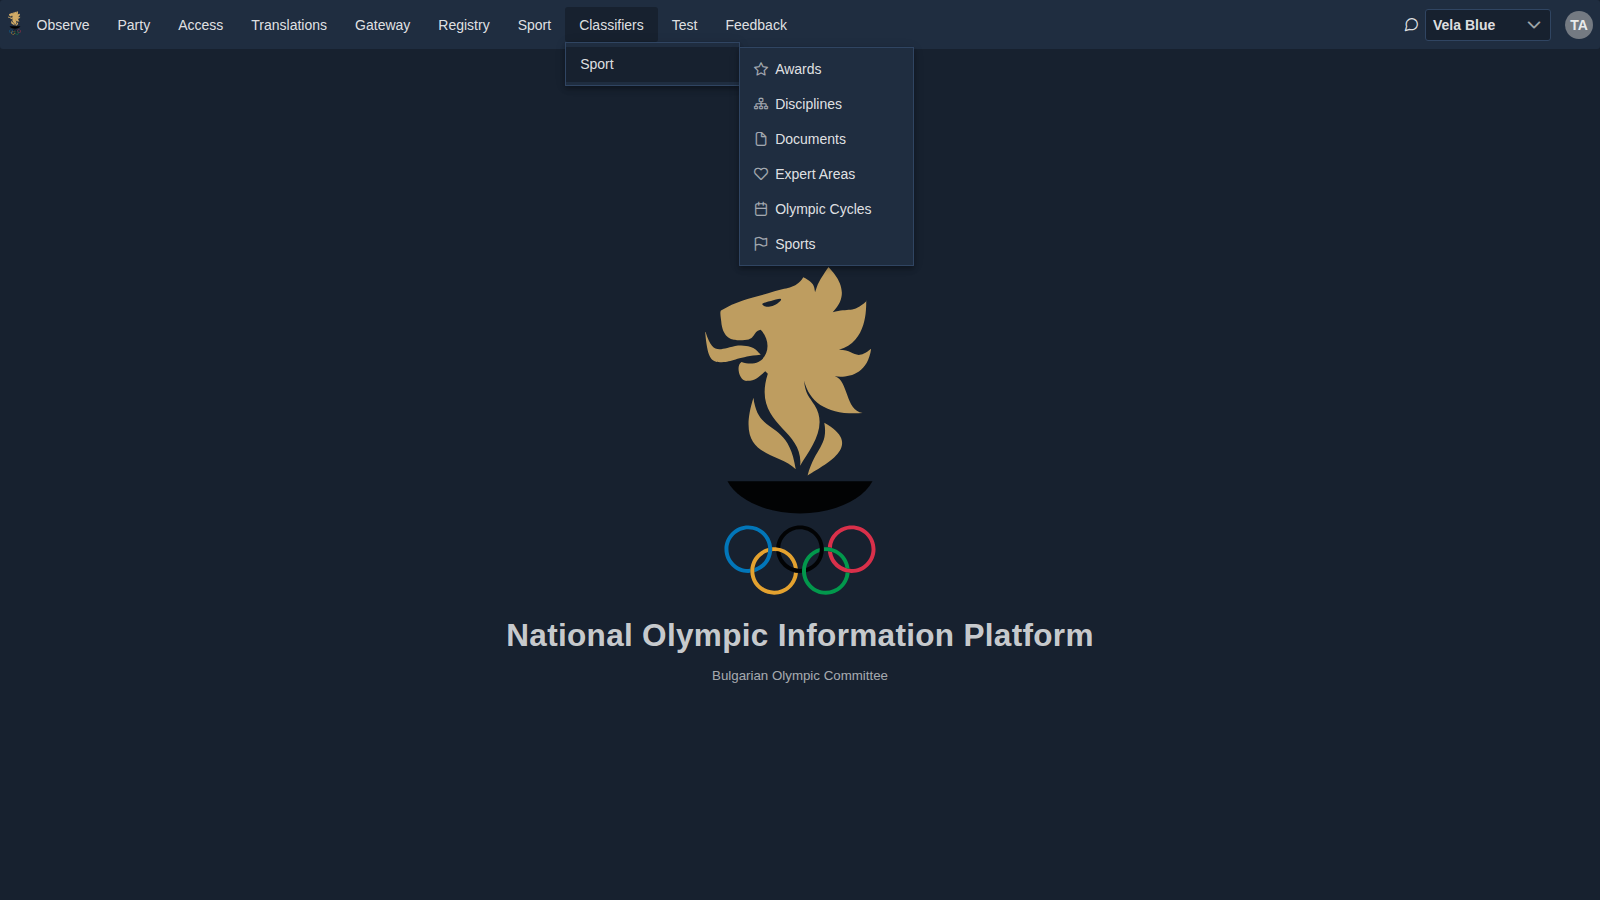 Observe Party Access Translations Gateway Registry Sport Classifiers Test Feedback Vela Blue TA
Sport
Awards
Disciplines
Documents
Expert Areas
Olympic Cycles
Sports
National Olympic Information Platform
Bulgarian Olympic Committee